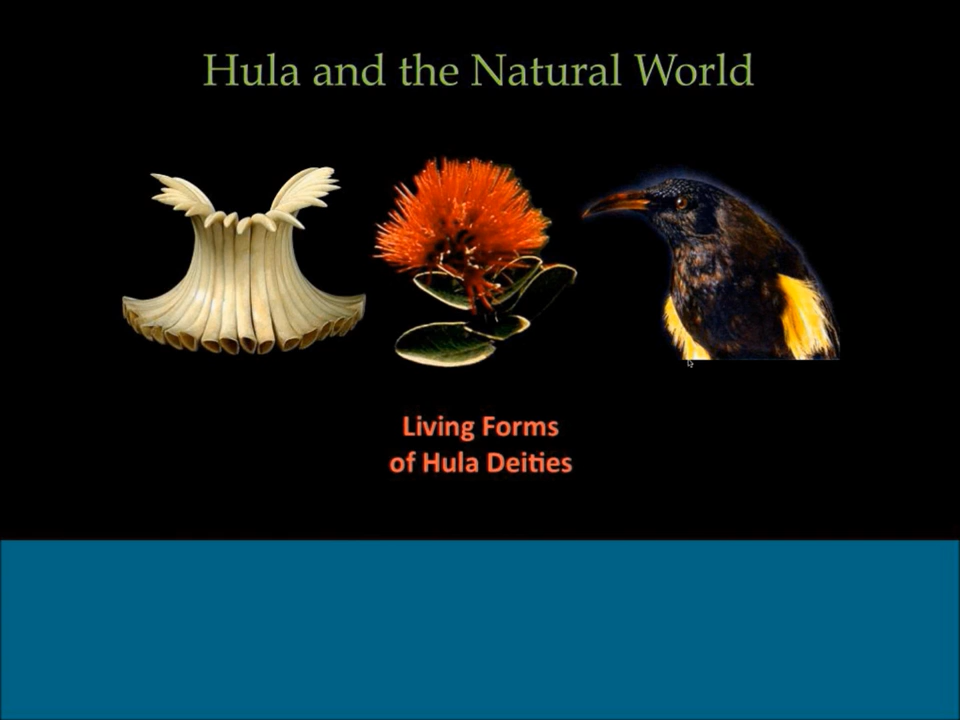 Hula and the Natural World
Living Forms
of Hula Deities